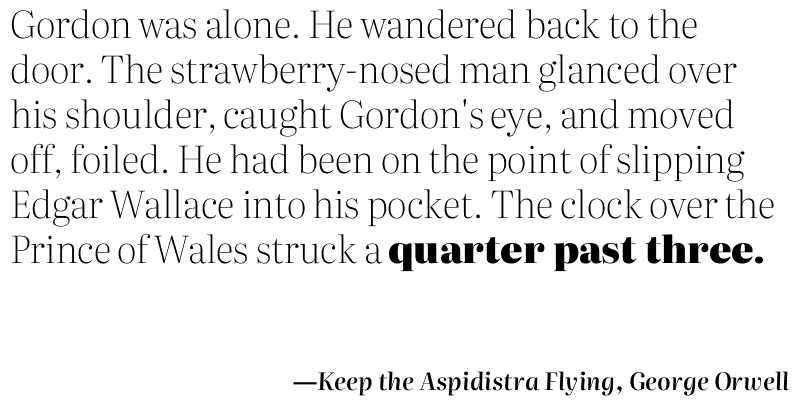 Gordon was alone. He wandered back to the
door. The strawberry-nosed man glanced over
his shoulder, caught Gordon's eye, and moved
off, foiled. He had been on the point of slipping
Edgar Wallace into his pocket. The clock over the
Prince of Wales struck a quarter past three.
—Keep the Aspidistra Flying, George Orwell